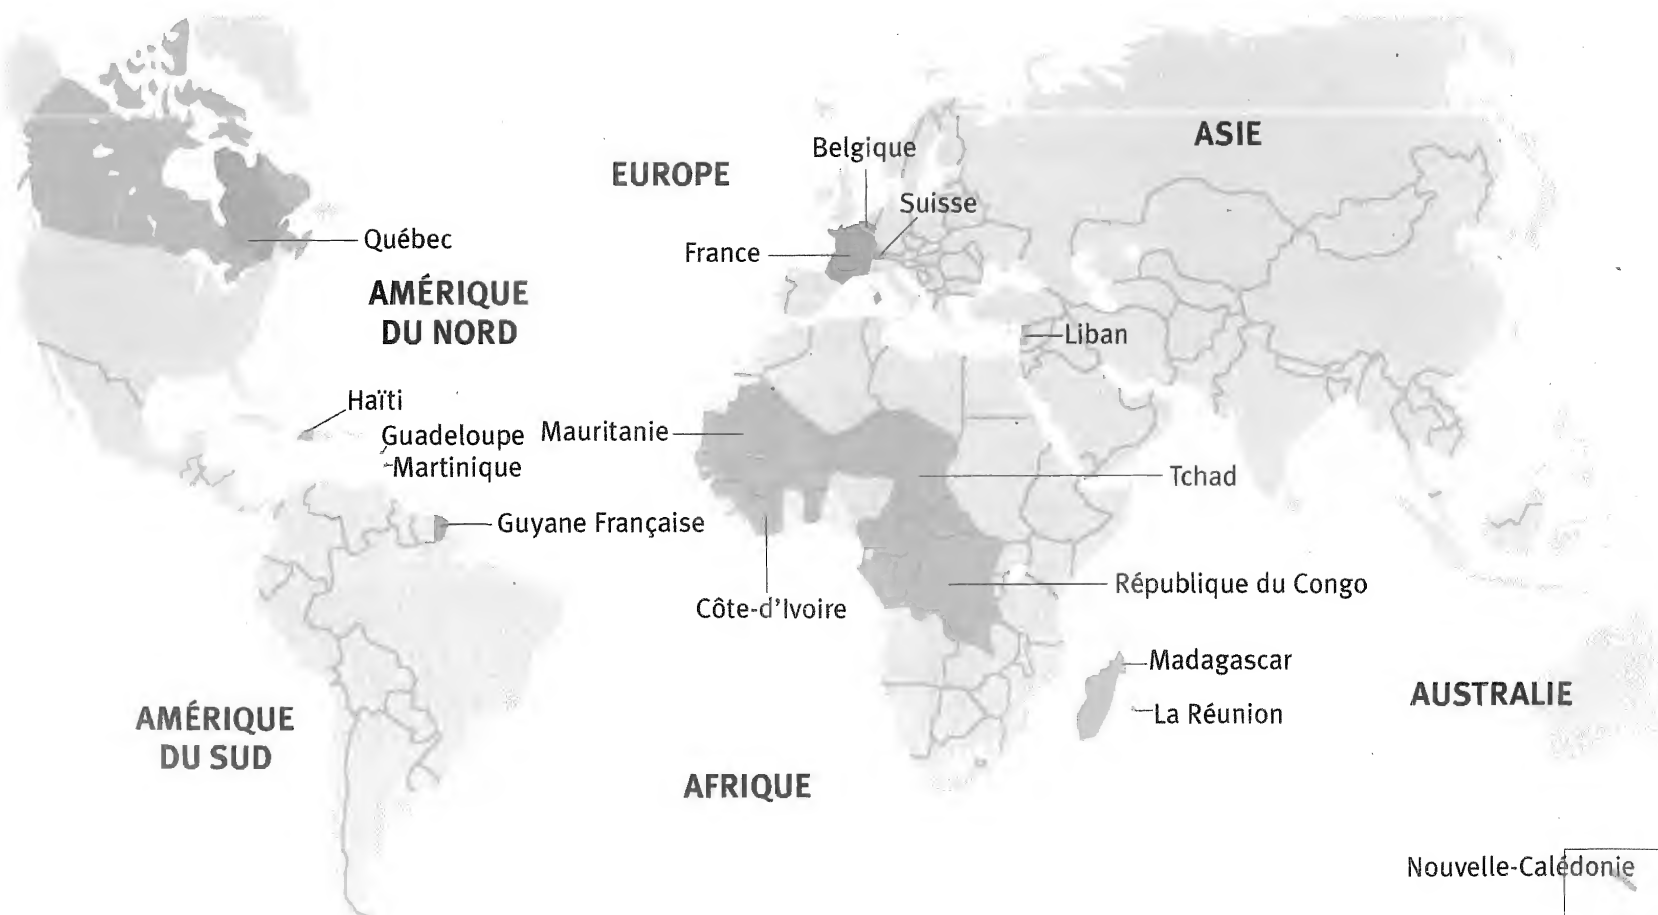 ASIE
Belgique
EUROPE
Suisse
Québec
France
AMÉRIQUE
DU NORD
Liban
Haïti
Guadeloupe
Mauritanie
Martinique
Tchad
Guyane Française
République du Congo
Côte-d'Ivoire
Madagascar
AUSTRALIE
La Réunion
AMÉRIQUE
DU SUD
AFRIQUE
Nouvelle-Calédonie